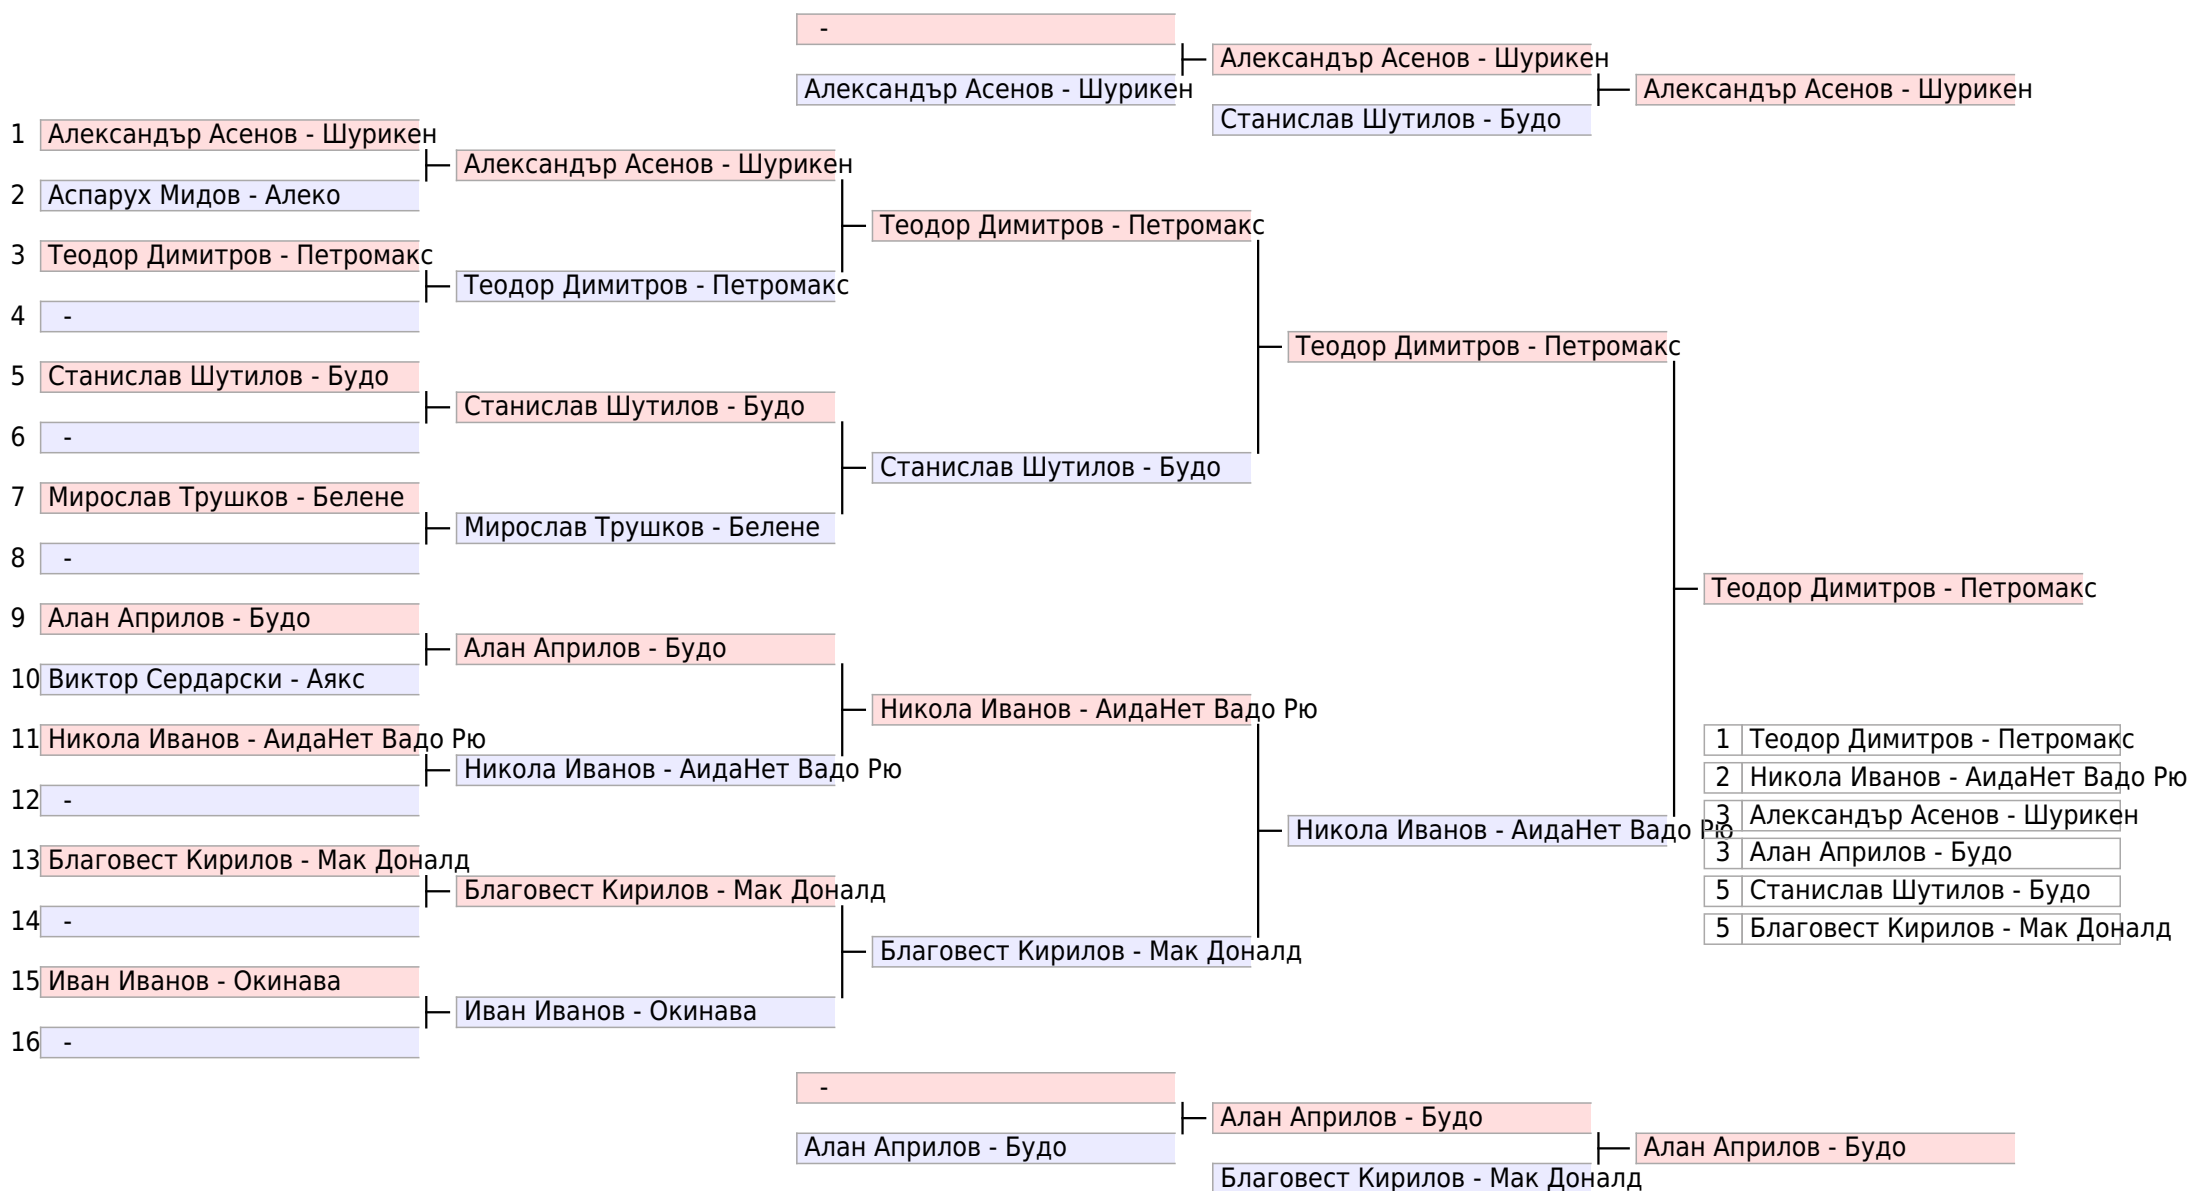 -
Александър Асенов - Шурикен
Александър Асенов - Шурикен
Станислав Шутилов - Будо
Александър Асенов - Шурикен
1 Александър Асенов - Шурикен
2 Аспарух Мидов - Алеко
3 Теодор Димитров - Петромакс
4 -
5 Станислав Шутилов - Будо
6 -
7 Мирослав Трушков - Белене
8 -
9 Алан Априлов - Будо
10 Виктор Сердарски - Аякс
11 Никола Иванов - АидаНет Вадо Рю
12 -
13 Благовест Кирилов - Мак Доналд
14 -
15 Иван Иванов - Окинава
16 -
Александър Асенов - Шурикен
Теодор Димитров - Петромакс
Станислав Шутилов - Будо
Мирослав Трушков - Белене
Алан Априлов - Будо
Никола Иванов - АидаНет Вадо Рю
Благовест Кирилов - Мак Доналд
Иван Иванов - Окинава
Теодор Димитров - Петромакс
Станислав Шутилов - Будо
Никола Иванов - АидаНет Вадо Рю
Благовест Кирилов - Мак Доналд
Теодор Димитров - Петромакс
Никола Иванов - АидаНет Вадо Рю
Теодор Димитров - Петромакс
1 Теодор Димитров - Петромакс
2 Никола Иванов - АидаНет Вадо Рю
3 Александър Асенов - Шурикен
3 Алан Априлов - Будо
5 Станислав Шутилов - Будо
5 Благовест Кирилов - Мак Доналд
-
Алан Априлов - Будо
Алан Априлов - Будо
Благовест Кирилов - Мак Доналд
Алан Априлов - Будо